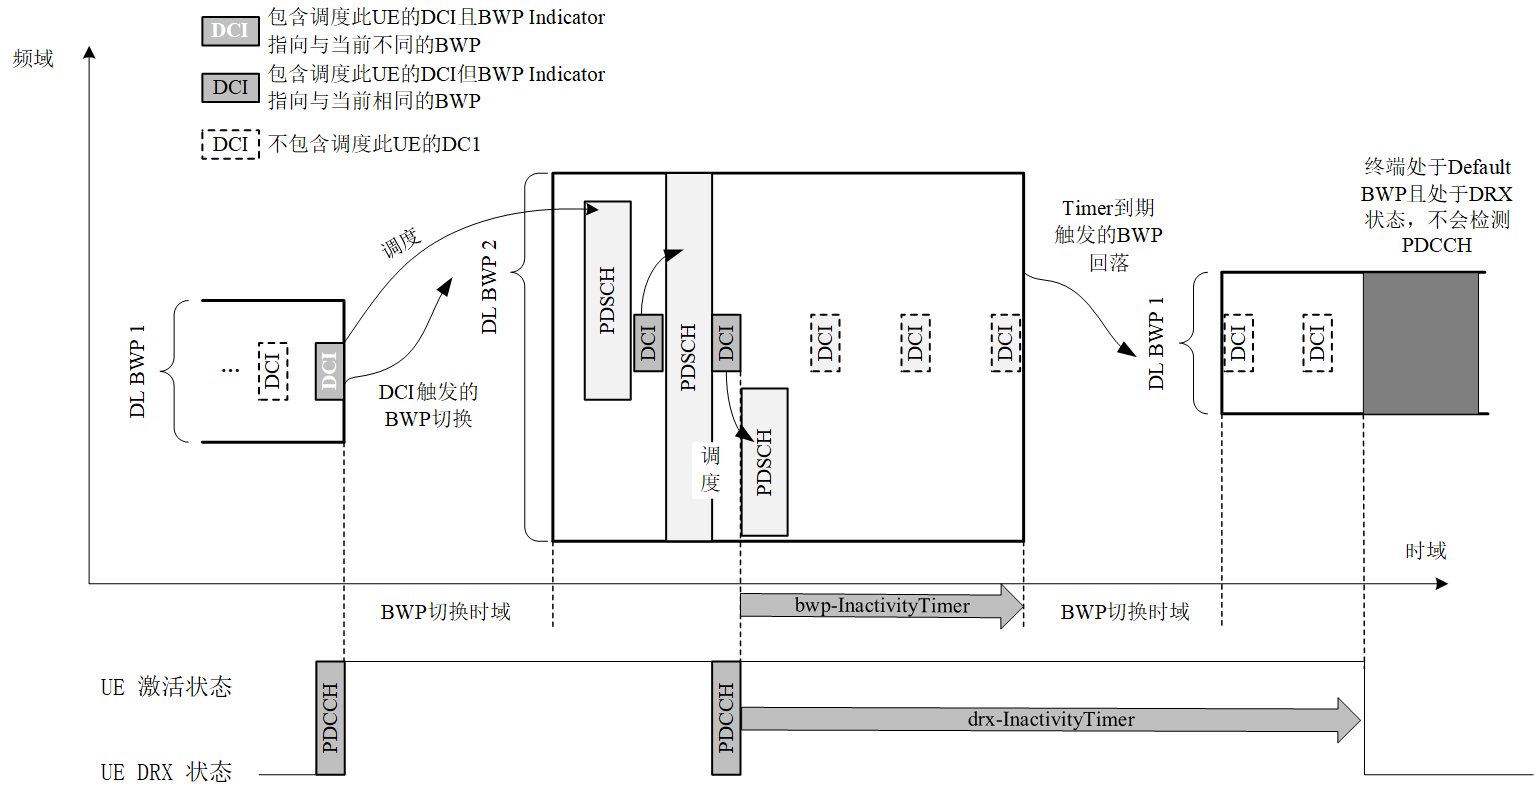 频域
DCI
包含调度此UE的DCI且BWP Indicator
指向与当前不同的BWP
DCI
包含调度此UE的DCI但BWP Indicator
指向与当前相同的BWP
DCI
不包含调度此UE的DC1
DL BWP 1
...
DCI
DCI
调度
DCI触发的
BWP切换
DL BWP 2
PDSCH
DCI
PDSCH
DCI
调
度
PDSCH
DCI
DCI
DCI
Timer到期
触发的BWP
回落
DL BWP 1
DCI
DCI
终端处于Default
BWP且处于DRX
状态，不会检测
PDCCH
时域
BWP切换时域
bwp-InactivityTimer
BWP切换时域
UE 激活状态
PDCCH
PDCCH
drx-InactivityTimer
UE DRX 状态